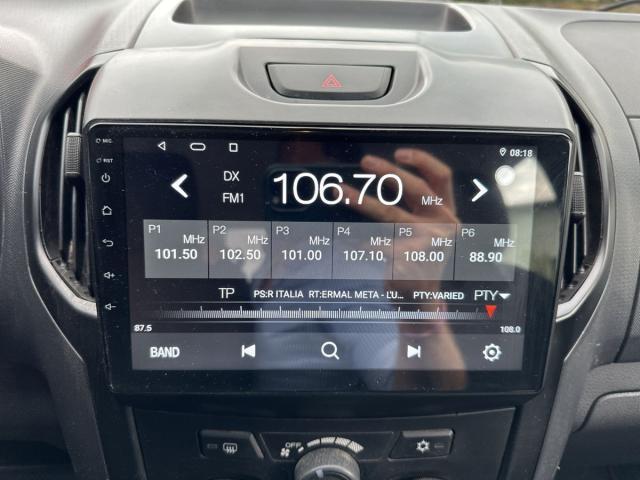 MIC
08:18
RST
DX
FM1
106.70 MHz
P1 P2 P3 P4 P5 P6
MHz MHz MHz MHz MHz MHz
101.50 102.50 101.00 107.10 108.00 88.90
TP PS:R ITALIA RT:ERMAL META - L'U... PTY:VARIED PTY
87.5 108.0
BAND
OFF